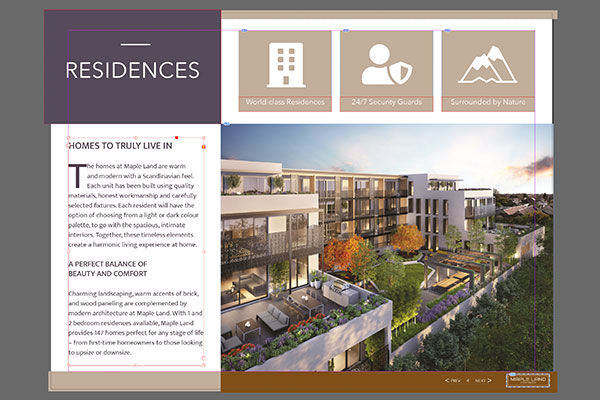 RESIDENCES
World-class Residences
24/7 Security Guards
Surrounded by Nature
HOMES TO TRULY LIVE IN
The homes at Maple Land are warm
and modern with a Scandinavian feel.
Each unit has been built using quality
materials, honest workmanship and carefully
selected fixtures. Each resident will have the
option of choosing from a light or dark colour
palette, to go with the spacious, intimate
interiors. Together, these timeless elements
create a harmonic living experience at home.
A PERFECT BALANCE OF
BEAUTY AND COMFORT
Charming landscaping, warm accents of brick,
and wood paneling are complemented by
modern architecture at Maple Land. With 1 and
2 bedroom residences available, Maple Land
provides 147 homes perfect for any stage of life
– from first-time homeowners to those looking
to upsize or downsize.
< PREV 4 NEXT >
MAPLE LAND